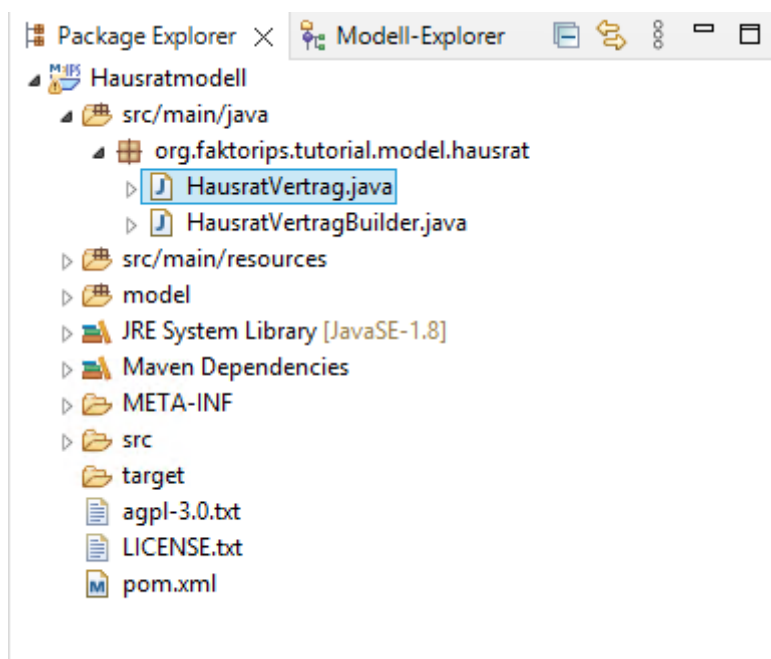 Package Explorer Modell-Explorer
Hausratmodell
src/main/java
org.faktorips.tutorial.model.hausrat
HausratVertrag.java
HausratVertragBuilder.java
src/main/resources
model
JRE System Library [JavaSE-1.8]
Maven Dependencies
META-INF
src
target
agpl-3.0.txt
LICENSE.txt
pom.xml